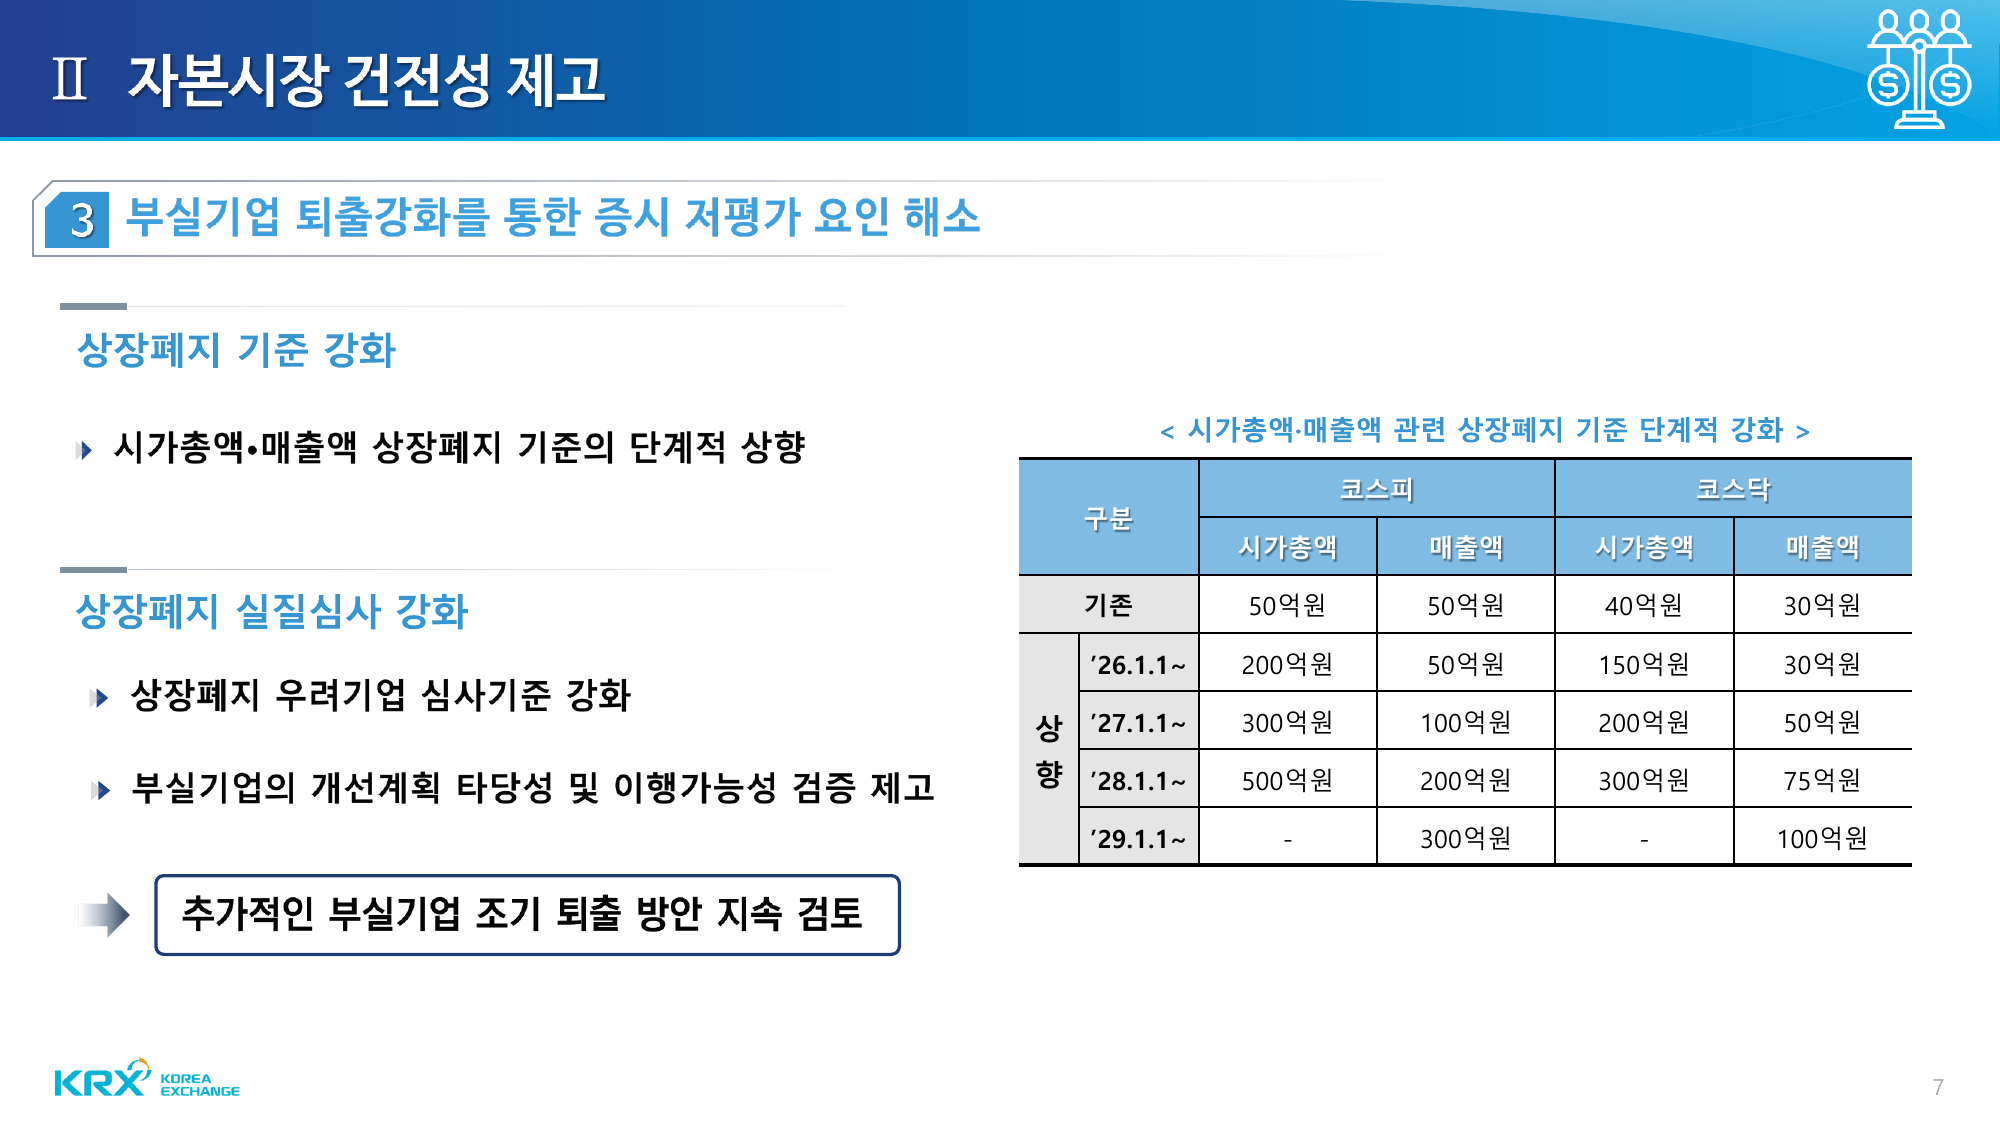 Ⅱ 자본시장 건전성 제고
3 부실기업 퇴출강화를 통한 증시 저평가 요인 해소
상장폐지 기준 강화
시가총액•매출액 상장폐지 기준의 단계적 상향
상장폐지 실질심사 강화
상장폐지 우려기업 심사기준 강화
부실기업의 개선계획 타당성 및 이행가능성 검증 제고
추가적인 부실기업 조기 퇴출 방안 지속 검토
< 시가총액·매출액 관련 상장폐지 기준 단계적 강화 >
구분 코스피 코스닥
시가총액 매출액 시가총액 매출액
기존 50억원 50억원 40억원 30억원
상향 ’26.1.1~ 200억원 50억원 150억원 30억원
’27.1.1~ 300억원 100억원 200억원 50억원
’28.1.1~ 500억원 200억원 300억원 75억원
’29.1.1~ - 300억원 - 100억원
KRX KOREA
EXCHANGE
7